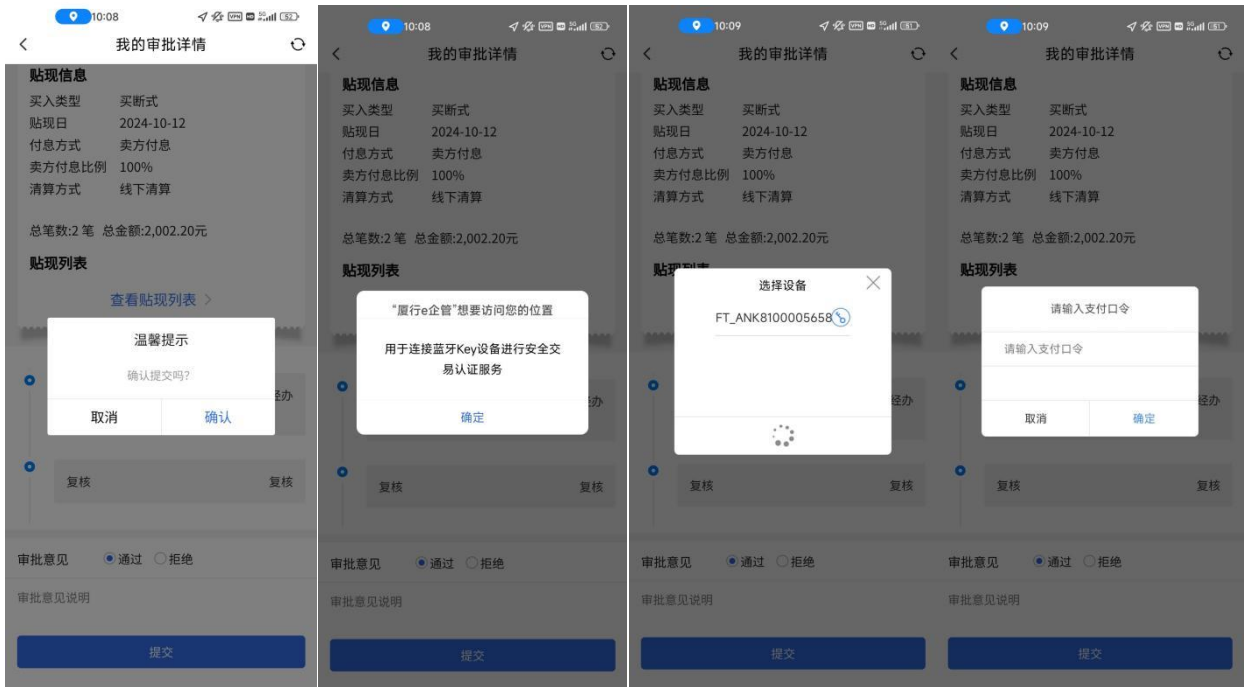 10:08
VPN HD 5G 52
我的审批详情
贴现信息
买入类型 买断式
贴现日 2024-10-12
付息方式 卖方付息
卖方付息比例 100%
清算方式 线下清算
总笔数:2 笔 总金额:2,002.20元
贴现列表
查看贴现列表
温馨提示
确认提交吗?
取消 确认
经办
复核 复核
审批意见 通过 拒绝
审批意见说明
提交
10:08
VPN HD 5G 52
我的审批详情
贴现信息
买入类型 买断式
贴现日 2024-10-12
付息方式 卖方付息
卖方付息比例 100%
清算方式 线下清算
总笔数:2 笔 总金额:2,002.20元
贴现列表
“厦行e企管”想要访问您的位置
用于连接蓝牙Key设备进行安全交
易认证服务
确定
经办
复核 复核
审批意见 通过 拒绝
审批意见说明
提交
10:09
VPN HD 5G 51
我的审批详情
贴现信息
买入类型 买断式
贴现日 2024-10-12
付息方式 卖方付息
卖方付息比例 100%
清算方式 线下清算
总笔数:2 笔 总金额:2,002.20元
贴现列表
选择设备
FT_ANK8100005658
经办
复核 复核
审批意见 通过 拒绝
审批意见说明
提交
10:09
VPN HD 5G 51
我的审批详情
贴现信息
买入类型 买断式
贴现日 2024-10-12
付息方式 卖方付息
卖方付息比例 100%
清算方式 线下清算
总笔数:2 笔 总金额:2,002.20元
贴现列表
请输入支付口令
请输入支付口令
取消 确定
经办
复核 复核
审批意见 通过 拒绝
审批意见说明
提交